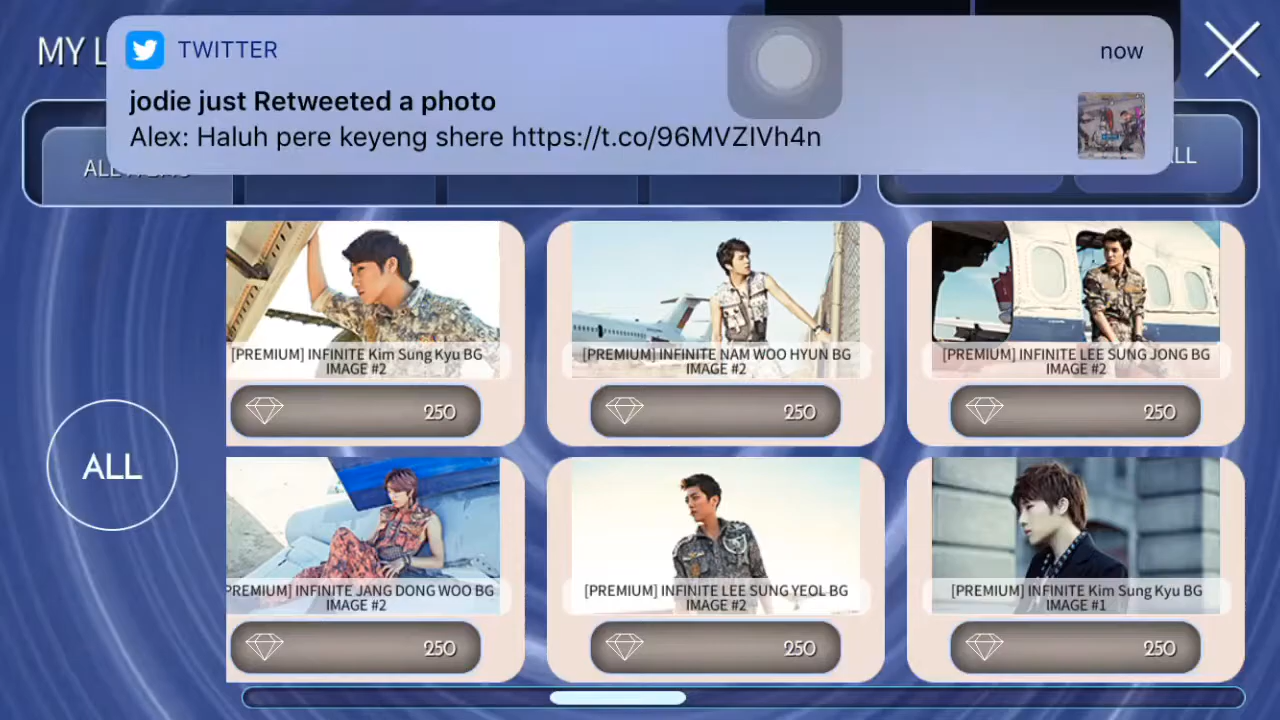 MY L
TWITTER
now
jodie just Retweeted a photo
Alex: Haluh pere keyeng shere https://t.co/96MVZIVh4n
ALL
[PREMIUM] INFINITE Kim Sung Kyu BG
IMAGE #2
250
[PREMIUM] INFINITE NAM WOO HYUN BG
IMAGE #2
250
[PREMIUM] INFINITE LEE SUNG JONG BG
IMAGE #2
250
ALL
PREMIUM] INFINITE JANG DONG WOO BG
IMAGE #2
250
[PREMIUM] INFINITE LEE SUNG YEOL BG
IMAGE #2
250
[PREMIUM] INFINITE Kim Sung Kyu BG
IMAGE #1
250